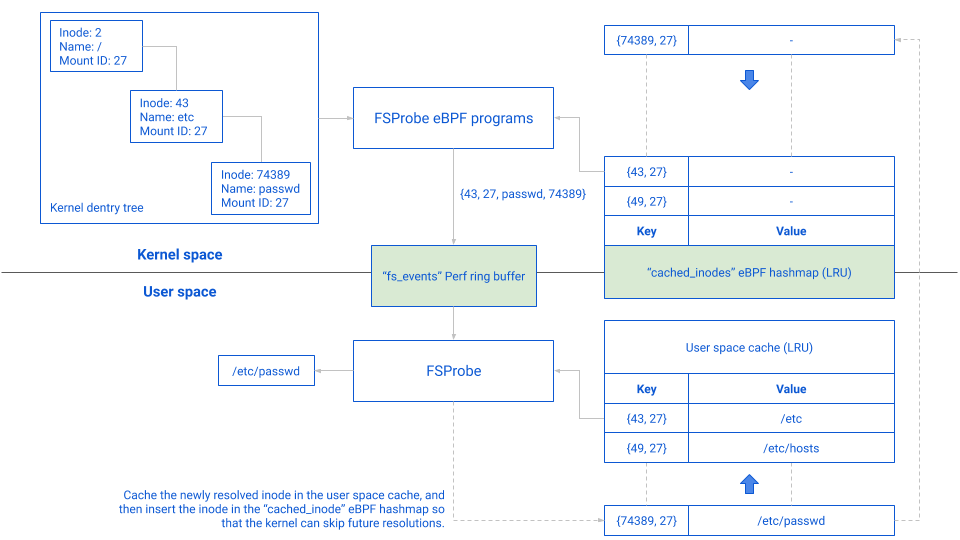 Inode: 2
Name: /
Mount ID: 27
Inode: 43
Name: etc
Mount ID: 27
Inode: 74389
Name: passwd
Mount ID: 27
Kernel dentry tree
FSProbe eBPF programs
{43, 27, passwd, 74389}
{74389, 27} -
{43, 27} -
{49, 27} -
Key Value
"cached_inodes" eBPF hashmap (LRU)
Kernel space
User space
"fs_events" Perf ring buffer
FSProbe
/etc/passwd
User space cache (LRU)
Key Value
{43, 27} /etc
{49, 27} /etc/hosts
{74389, 27} /etc/passwd
Cache the newly resolved inode in the user space cache, and
then insert the inode in the "cached_inode" eBPF hashmap so
that the kernel can skip future resolutions.